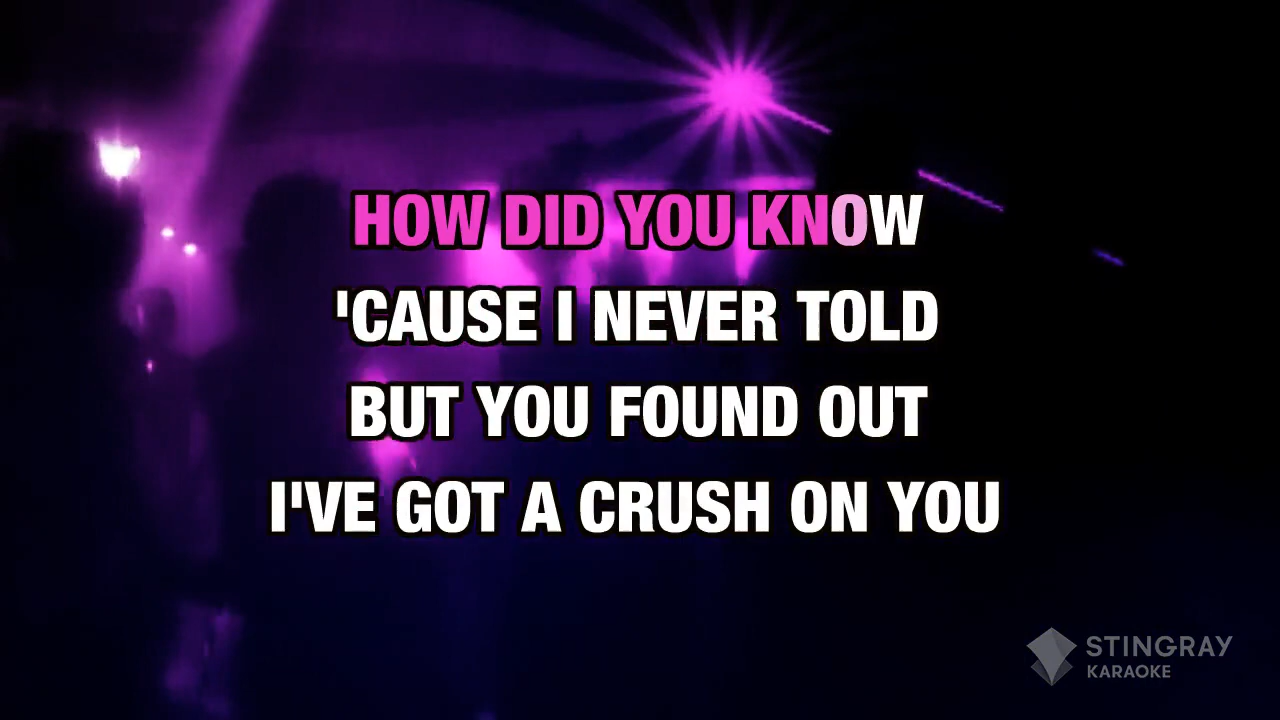 HOW DID YOU KNOW
'CAUSE I NEVER TOLD
BUT YOU FOUND OUT
I'VE GOT A CRUSH ON YOU
STINGRAY
KARAOKE